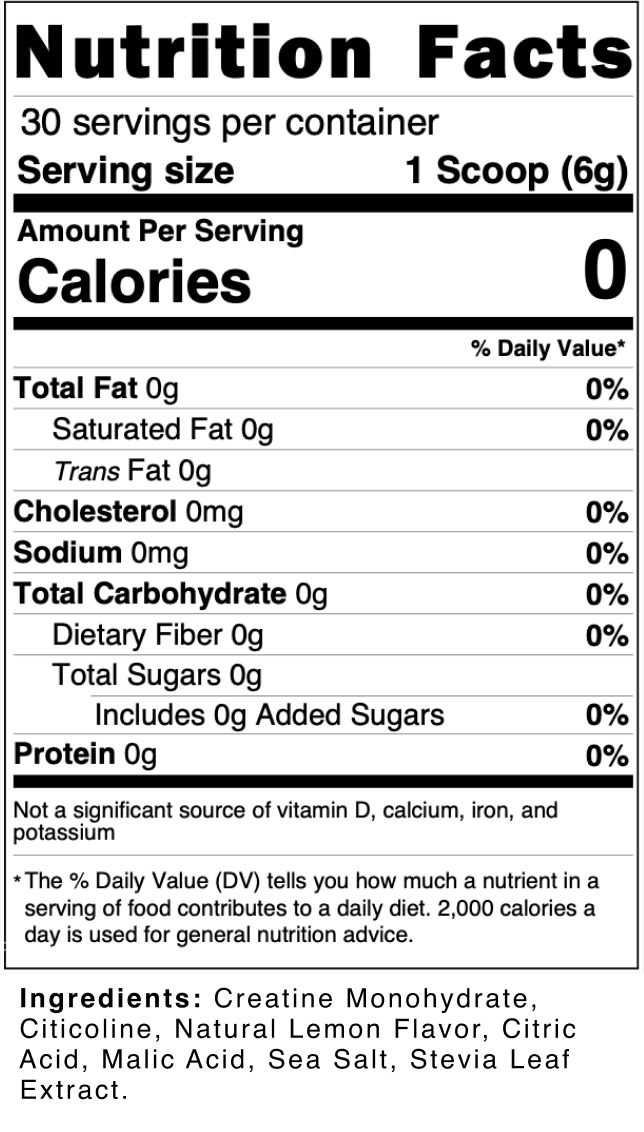 Nutrition Facts
30 servings per container
Serving size 1 Scoop (6g)
Amount Per Serving
Calories 0
% Daily Value*
Total Fat 0g 0%
Saturated Fat 0g 0%
Trans Fat 0g
Cholesterol 0mg 0%
Sodium 0mg 0%
Total Carbohydrate 0g 0%
Dietary Fiber 0g 0%
Total Sugars 0g
Includes 0g Added Sugars 0%
Protein 0g 0%
Not a significant source of vitamin D, calcium, iron, and
potassium
* The % Daily Value (DV) tells you how much a nutrient in a
serving of food contributes to a daily diet. 2,000 calories a
day is used for general nutrition advice.
Ingredients: Creatine Monohydrate,
Citicoline, Natural Lemon Flavor, Citric
Acid, Malic Acid, Sea Salt, Stevia Leaf
Extract.